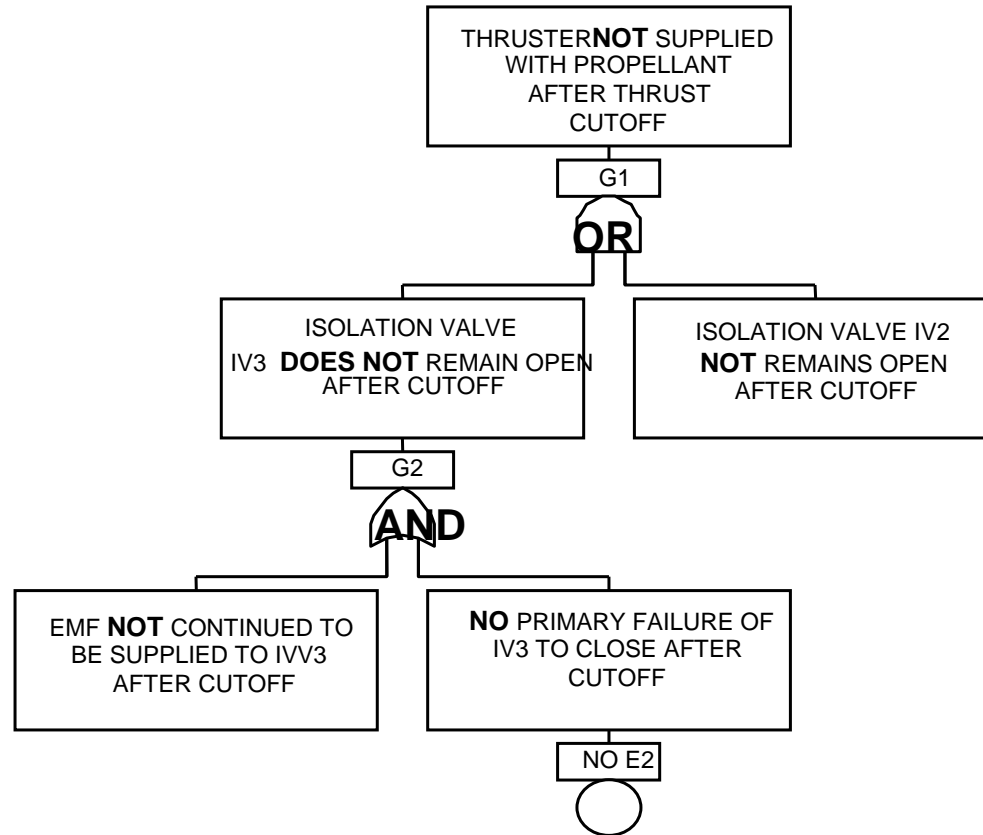 THRUSTERNOT SUPPLIED
WITH PROPELLANT
AFTER THRUST
CUTOFF
G1
OR
ISOLATION VALVE
IV3 DOES NOT REMAIN OPEN
AFTER CUTOFF
ISOLATION VALVE IV2
NOT REMAINS OPEN
AFTER CUTOFF
G2
AND
EMF NOT CONTINUED TO
BE SUPPLIED TO IVV3
AFTER CUTOFF
NO PRIMARY FAILURE OF
IV3 TO CLOSE AFTER
CUTOFF
NO E2